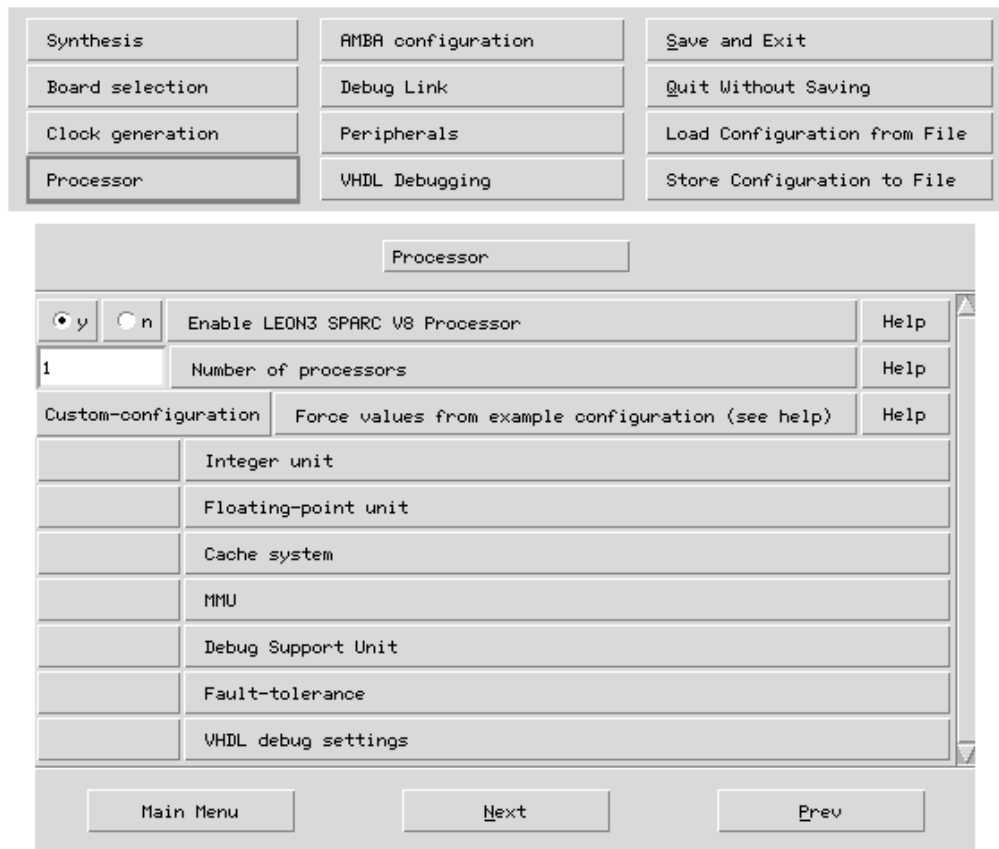 Synthesis AMBA configuration Save and Exit
Board selection Debug Link Quit Without Saving
Clock generation Peripherals Load Configuration from File
Processor VHDL Debugging Store Configuration to File
Processor
y n Enable LEON3 SPARC V8 Processor Help
1 Number of processors Help
Custom-configuration Force values from example configuration (see help) Help
Integer unit
Floating-point unit
Cache system
MMU
Debug Support Unit
Fault-tolerance
VHDL debug settings
Main Menu Next Prev